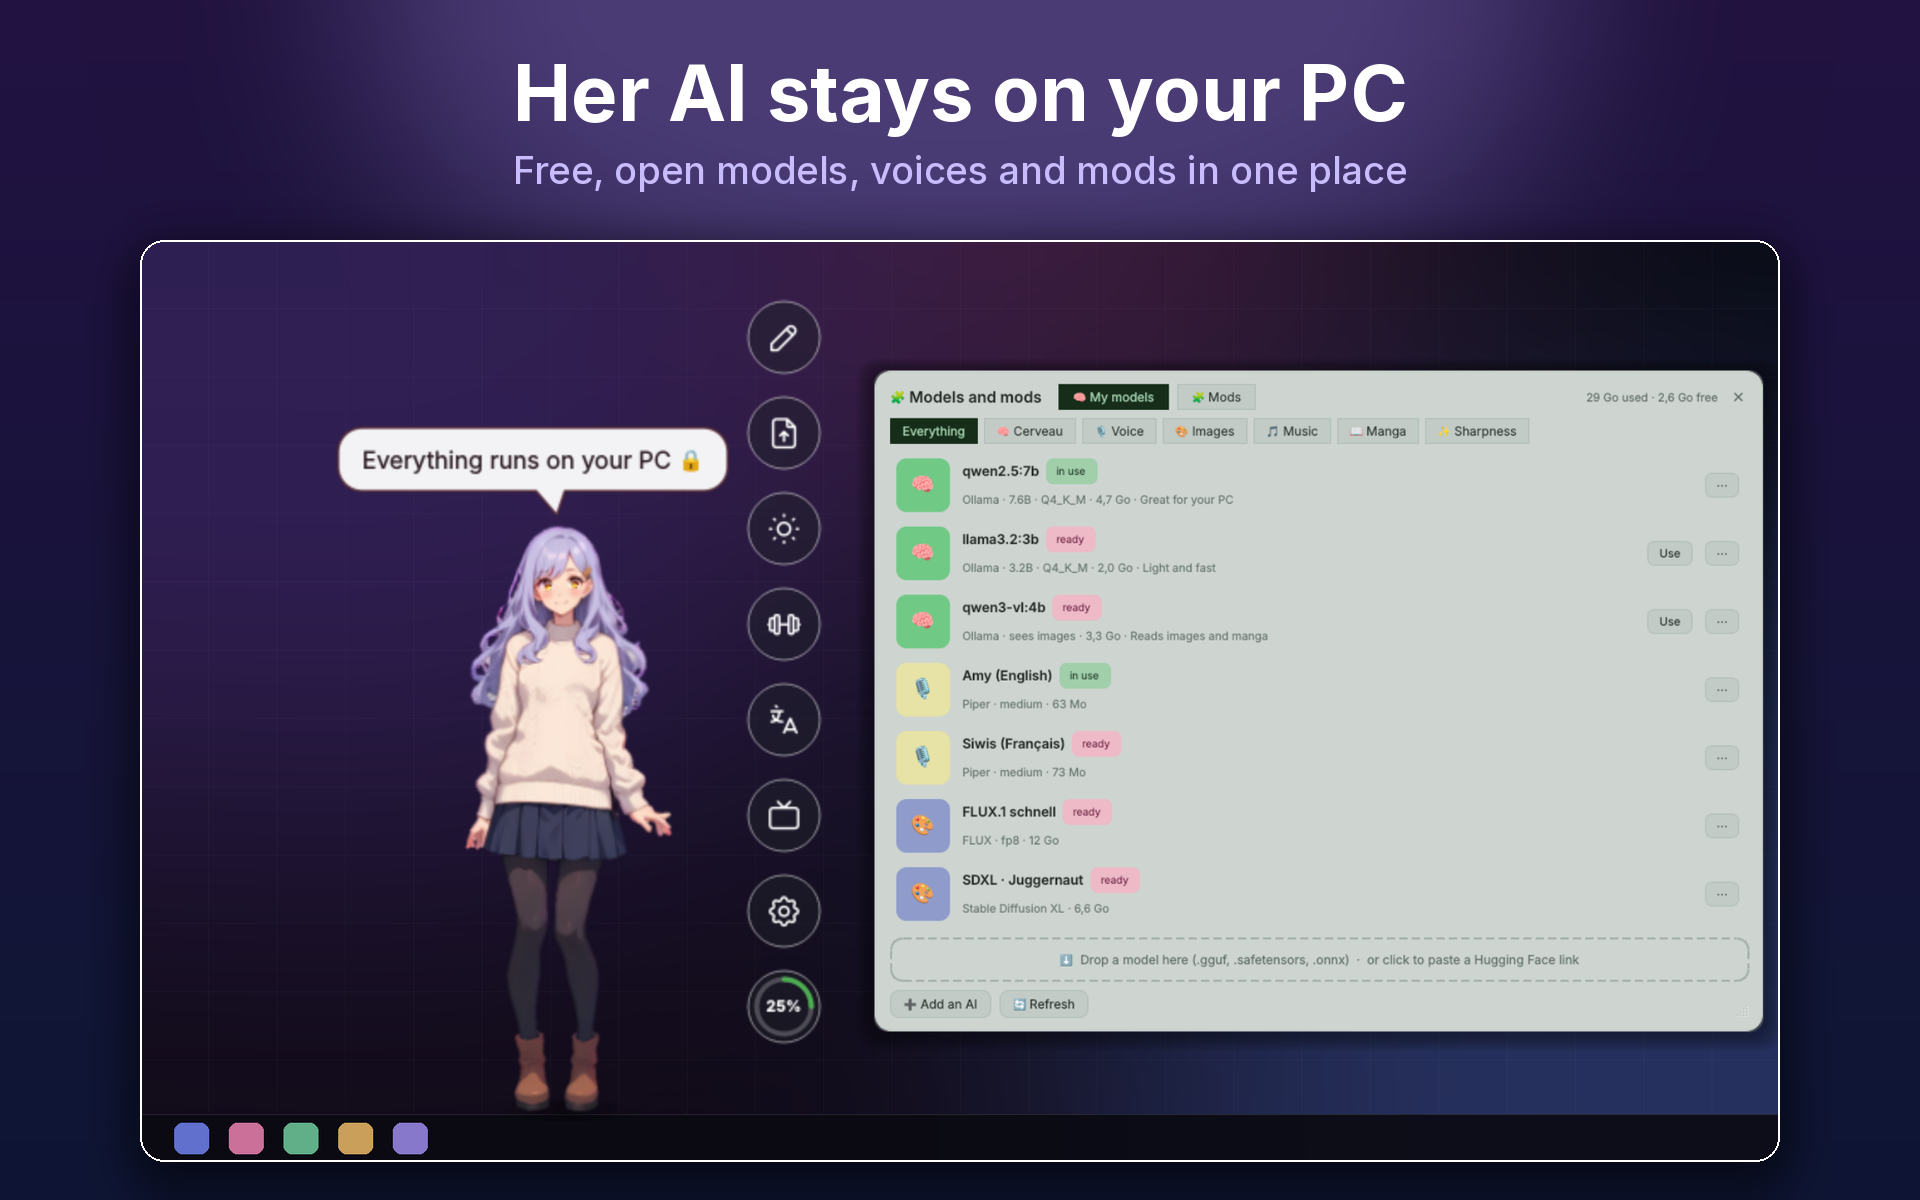 Her AI stays on your PC
Free, open models, voices and mods in one place
Everything runs on your PC 🔒
文A
25%
🧩 Models and mods
🧠 My models
🧩 Mods
29 Go used · 2,6 Go free ✕
Everything
🧠 Cerveau
🎙️ Voice
🎨 Images
🎵 Music
📖 Manga
✨ Sharpness
qwen2.5:7b in use
Ollama · 7.6B · Q4_K_M · 4,7 Go · Great for your PC
...
llama3.2:3b ready
Ollama · 3.2B · Q4_K_M · 2,0 Go · Light and fast
Use ...
qwen3-vl:4b ready
Ollama · sees images · 3,3 Go · Reads images and manga
Use ...
Amy (English) in use
Piper · medium · 63 Mo
...
Siwis (Français) ready
Piper · medium · 73 Mo
...
FLUX.1 schnell ready
FLUX · fp8 · 12 Go
...
SDXL · Juggernaut ready
Stable Diffusion XL · 6,6 Go
...
⬇️ Drop a model here (.gguf, .safetensors, .onnx) · or click to paste a Hugging Face link
➕ Add an AI
🔄 Refresh